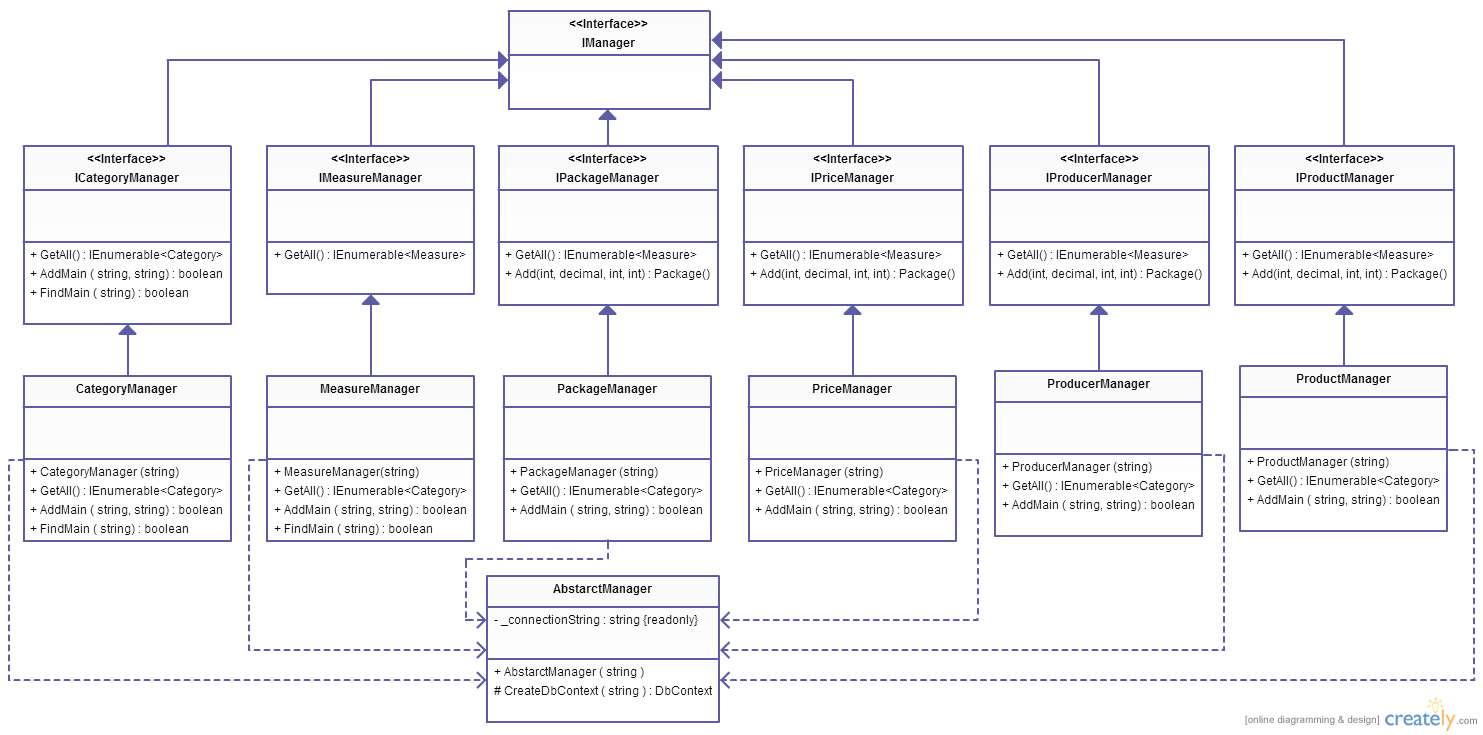 <<Interface>>
IManager
<<Interface>>
ICategoryManager
+ GetAll() : IEnumerable<Category>
+ AddMain ( string, string) : boolean
+ FindMain ( string) : boolean
<<Interface>>
IMeasureManager
+ GetAll() : IEnumerable<Measure>
<<Interface>>
IPackageManager
+ GetAll() : IEnumerable<Measure>
+ Add(int, decimal, int, int) : Package()
<<Interface>>
IPriceManager
+ GetAll() : IEnumerable<Measure>
+ Add(int, decimal, int, int) : Package()
<<Interface>>
IProducerManager
+ GetAll() : IEnumerable<Measure>
+ Add(int, decimal, int, int) : Package()
<<Interface>>
IProductManager
+ GetAll() : IEnumerable<Measure>
+ Add(int, decimal, int, int) : Package()
CategoryManager
+ CategoryManager (string)
+ GetAll() : IEnumerable<Category>
+ AddMain ( string, string) : boolean
+ FindMain ( string) : boolean
MeasureManager
+ MeasureManager(string)
+ GetAll() : IEnumerable<Category>
+ AddMain ( string, string) : boolean
+ FindMain ( string) : boolean
PackageManager
+ PackageManager (string)
+ GetAll() : IEnumerable<Category>
+ AddMain ( string, string) : boolean
PriceManager
+ PriceManager (string)
+ GetAll() : IEnumerable<Category>
+ AddMain ( string, string) : boolean
ProducerManager
+ ProducerManager (string)
+ GetAll() : IEnumerable<Category>
+ AddMain ( string, string) : boolean
ProductManager
+ ProductManager (string)
+ GetAll() : IEnumerable<Category>
+ AddMain ( string, string) : boolean
AbstarctManager
- _connectionString : string {readonly}
+ AbstarctManager ( string )
# CreateDbContext ( string ) : DbContext
[online diagramming & design] creately.com